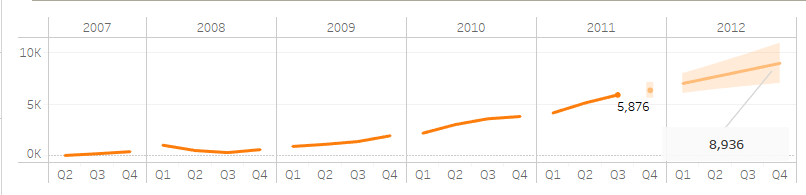 2007 2008 2009 2010 2011 2012
10K
5K
5,876
8,936
0K
Q2 Q3 Q4 Q1 Q2 Q3 Q4 Q1 Q2 Q3 Q4 Q1 Q2 Q3 Q4 Q1 Q2 Q3 Q4 Q1 Q2 Q3 Q4